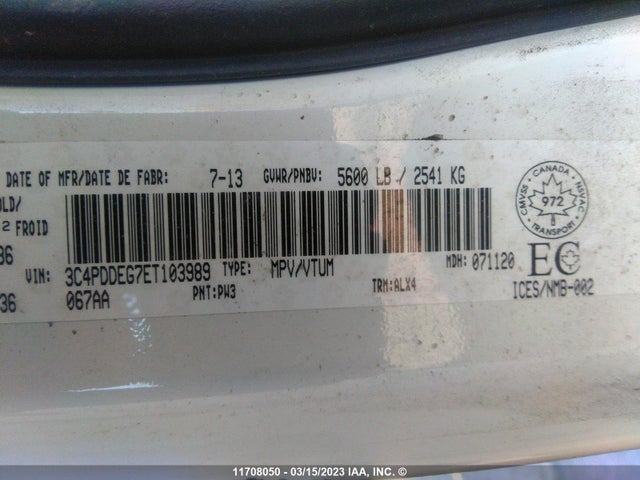 DATE OF MFR/DATE DE FABR: 7-13 GVWR/PNBV: 5600 LB / 2541 KG
OLD/
2 FROID
36
VIN: 3C4PDDEG7ET103989 TYPE: MPV/VTUM MDH: 071120
36 067AA PNT:PW3 TRM:ALX4
CANADA
CMVSS
NSVAC
972
EC
ICES/NMB-002
11708050 - 03/15/2023 IAA, INC. ©